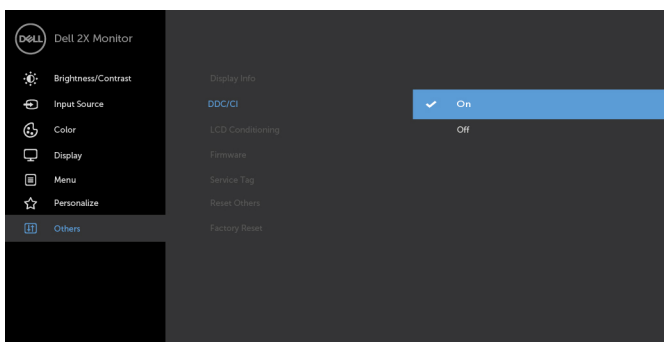 DELL
Dell 2X Monitor
Brightness/Contrast
Display Info
Input Source
DDC/CI
On
Color
LCD Conditioning
Off
Display
Firmware
Menu
Service Tag
Personalize
Reset Others
Others
Factory Reset